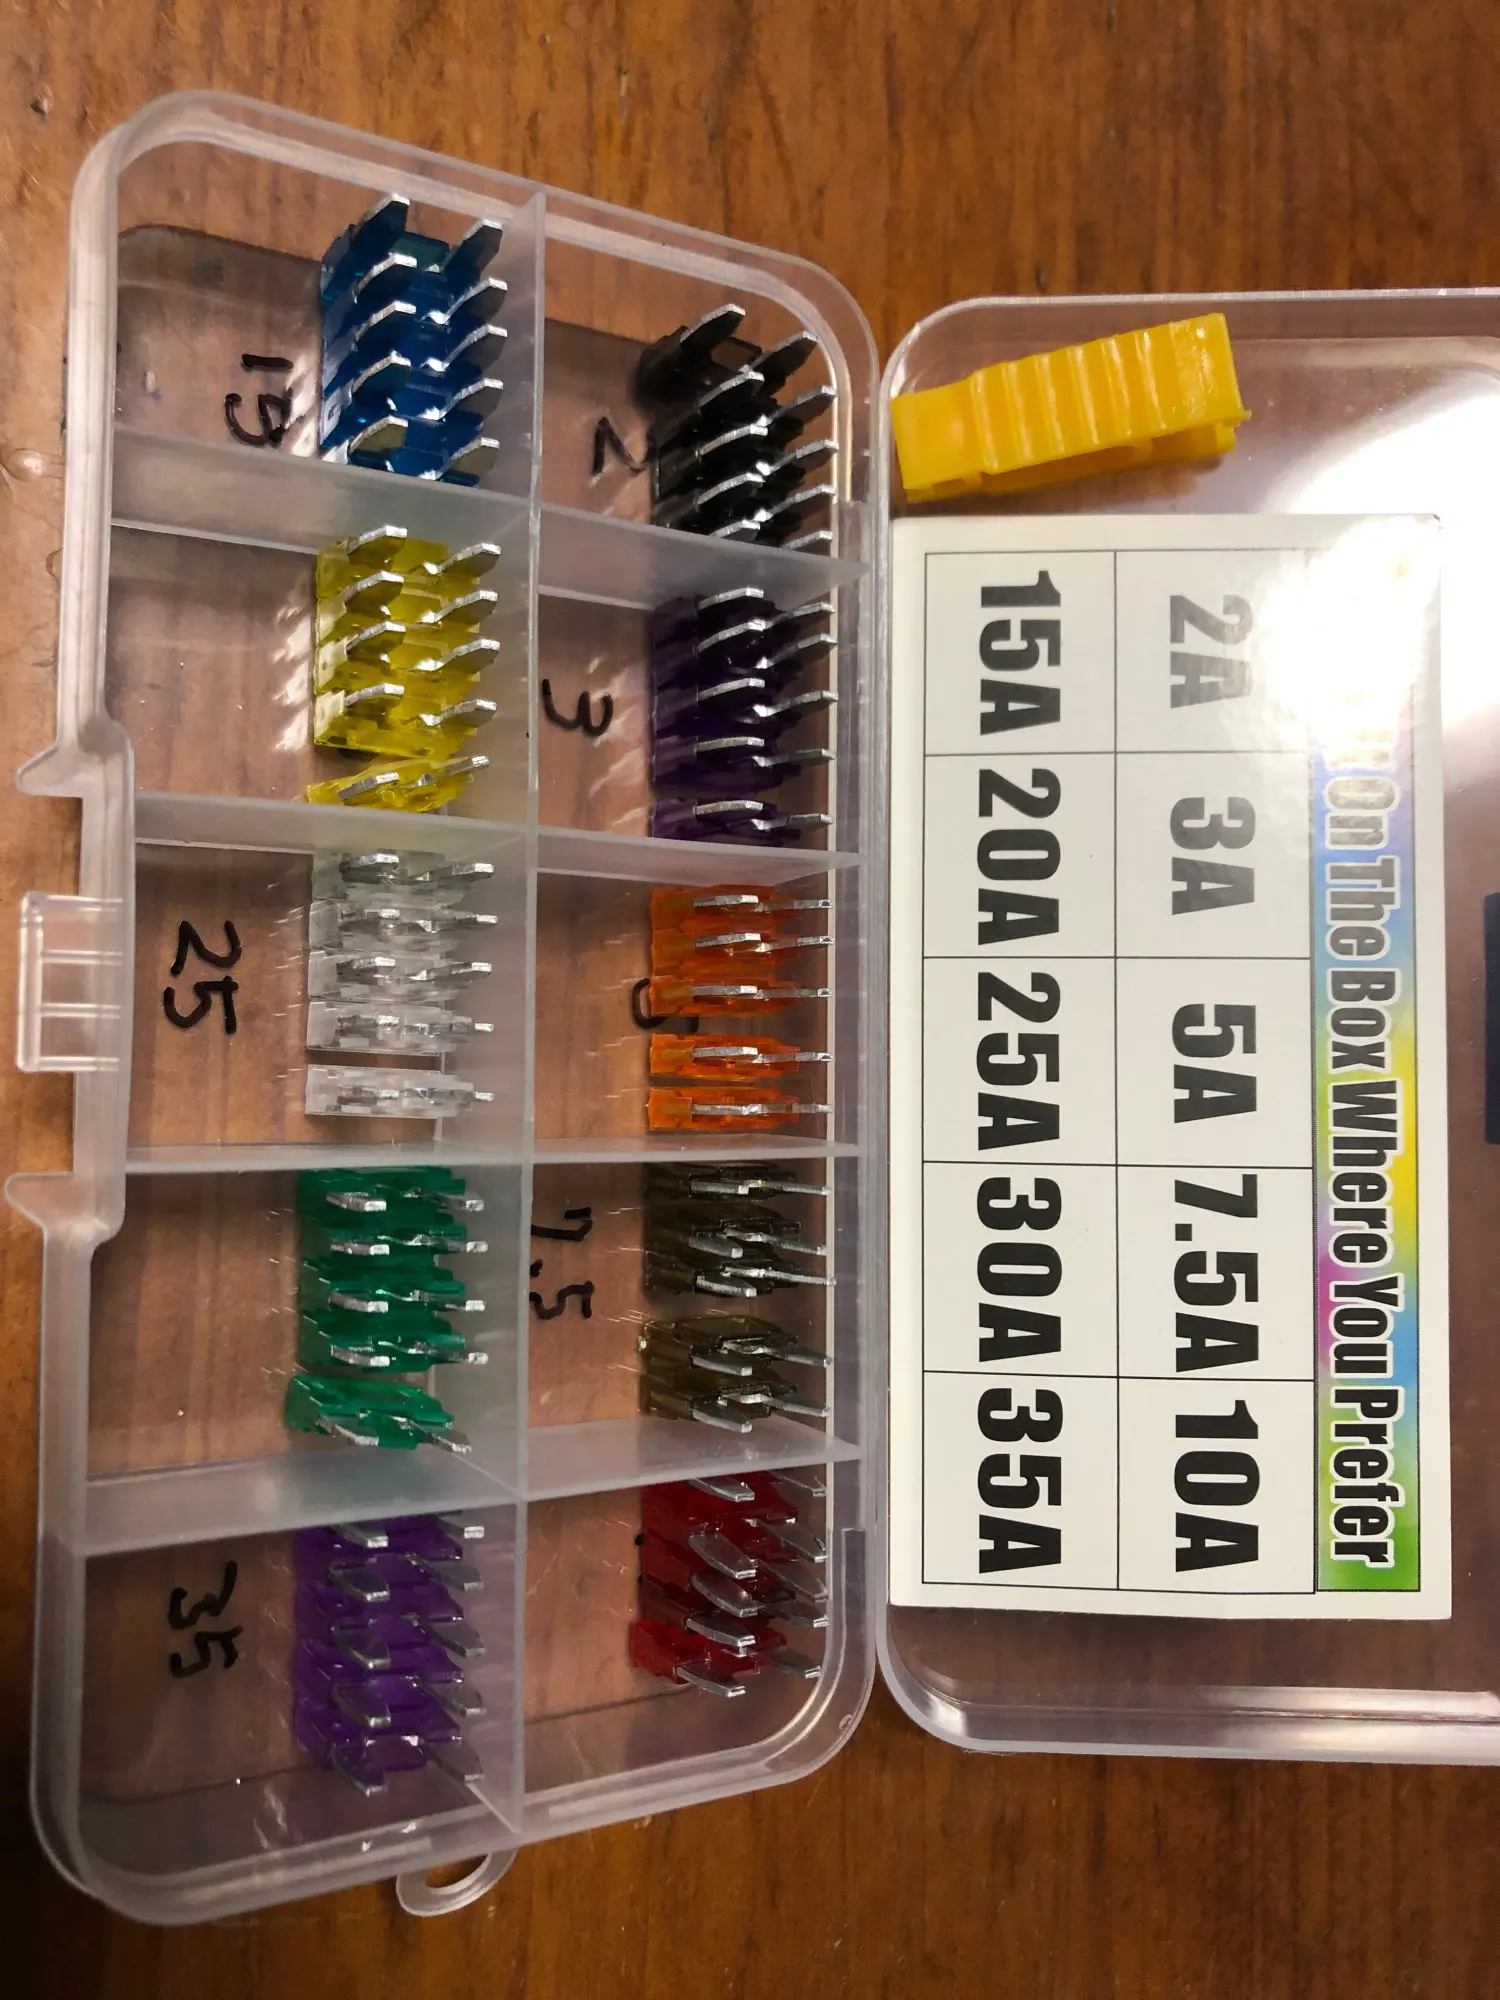 On The Box Where You Prefer
2A 3A 5A 7.5A 10A
15A 20A 25A 30A 35A
2 3 5 7.5
15 25 35